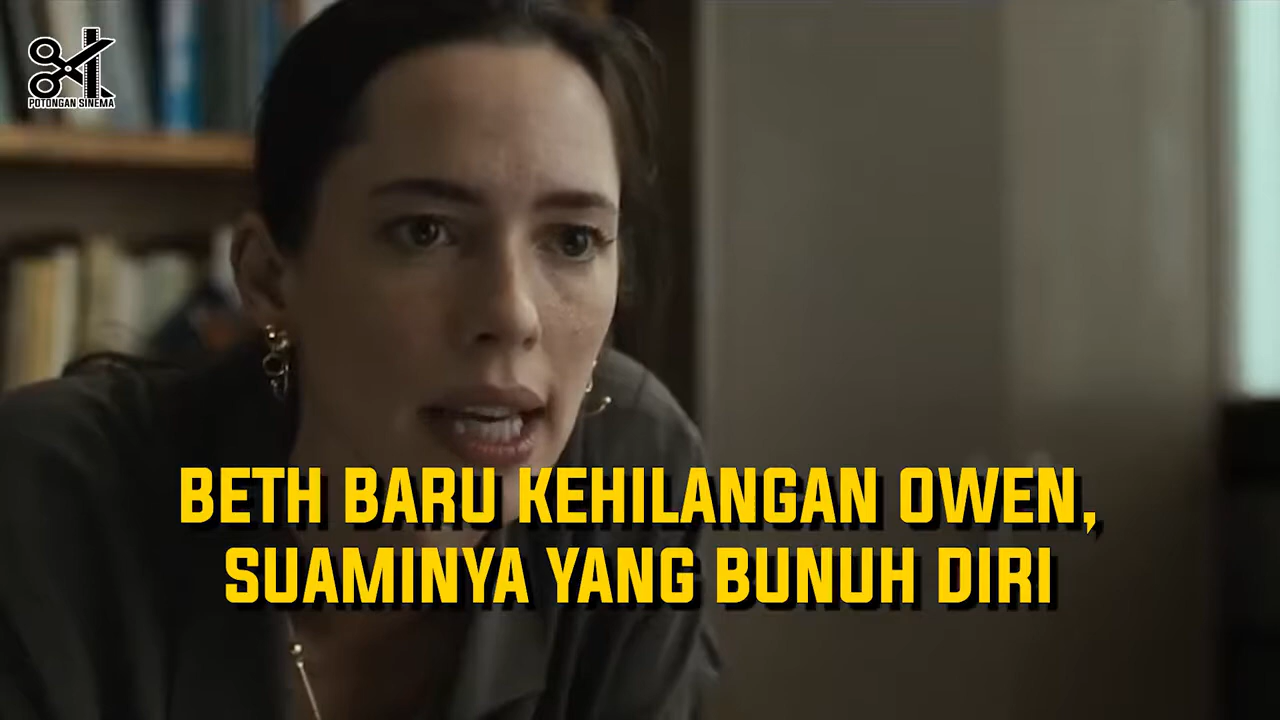 POTONGAN SINEMA
BETH BARU KEHILANGAN OWEN,
SUAMINYA YANG BUNUH DIRI